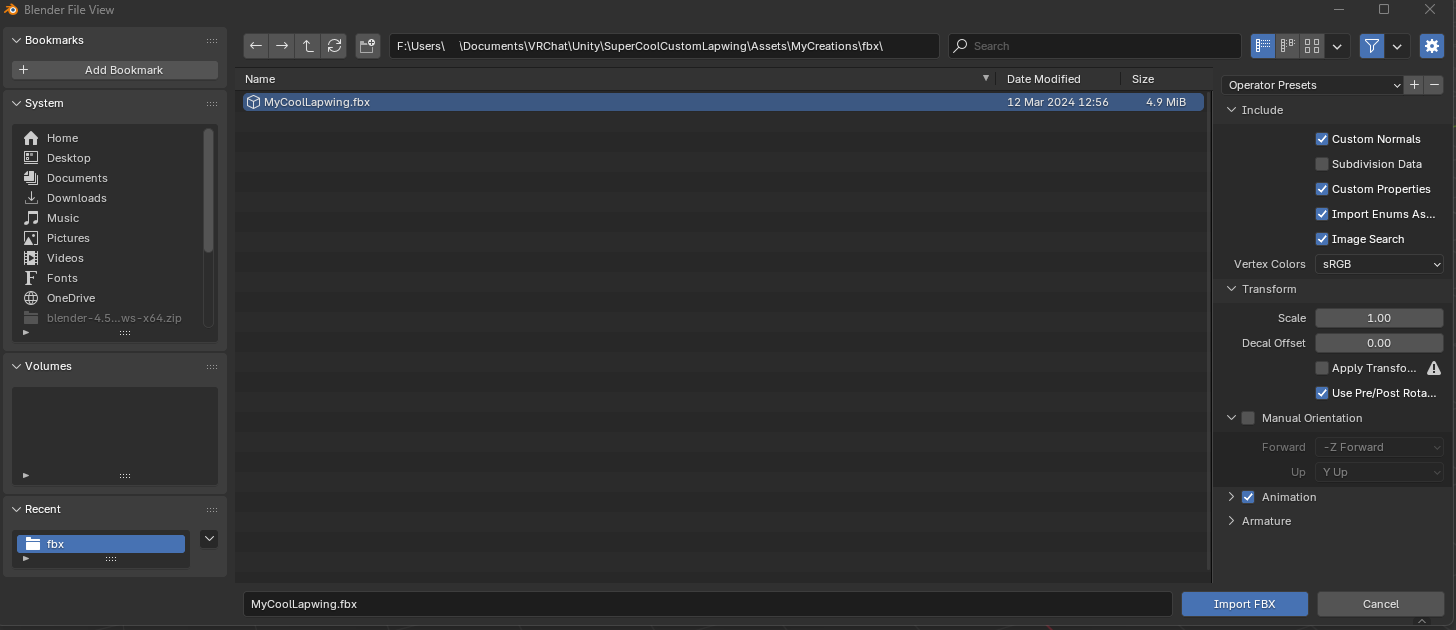 Blender File View
Bookmarks
Add Bookmark
System
Home
Desktop
Documents
Downloads
Music
Pictures
Videos
Fonts
OneDrive
blender-4.5...ws-x64.zip
Volumes
Recent
fbx
F:\Users\ \Documents\VRChat\Unity\SuperCoolCustomLapwing\Assets\MyCreations\fbx\
Search
Name Date Modified Size
MyCoolLapwing.fbx 12 Mar 2024 12:56 4.9 MiB
Operator Presets
Include
Custom Normals
Subdivision Data
Custom Properties
Import Enums As...
Image Search
Vertex Colors sRGB
Transform
Scale 1.00
Decal Offset 0.00
Apply Transfo...
Use Pre/Post Rota...
Manual Orientation
Forward -Z Forward
Up Y Up
Animation
Armature
MyCoolLapwing.fbx
Import FBX
Cancel